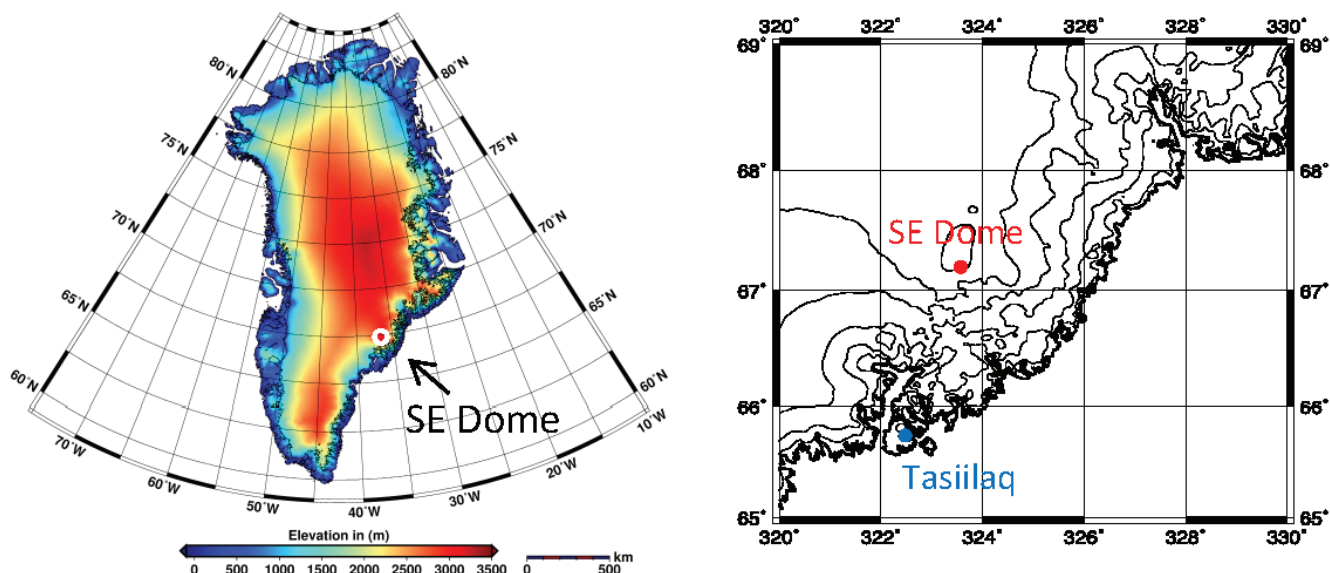 80˚N
80˚N
75˚N
75˚N
70˚N
70˚N
65˚N
65˚N
60˚N
60˚N
70˚W
60˚W
50˚W
40˚W
30˚W
20˚W
10˚W
SE Dome
Elevation in (m)
0 500 1000 1500 2000 2500 3000 3500
km
0 500
320˚ 322˚ 324˚ 326˚ 328˚ 330˚
69˚ 69˚
68˚ 68˚
SE Dome
67˚ 67˚
66˚ 66˚
Tasiilaq
65˚ 65˚
320˚ 322˚ 324˚ 326˚ 328˚ 330˚